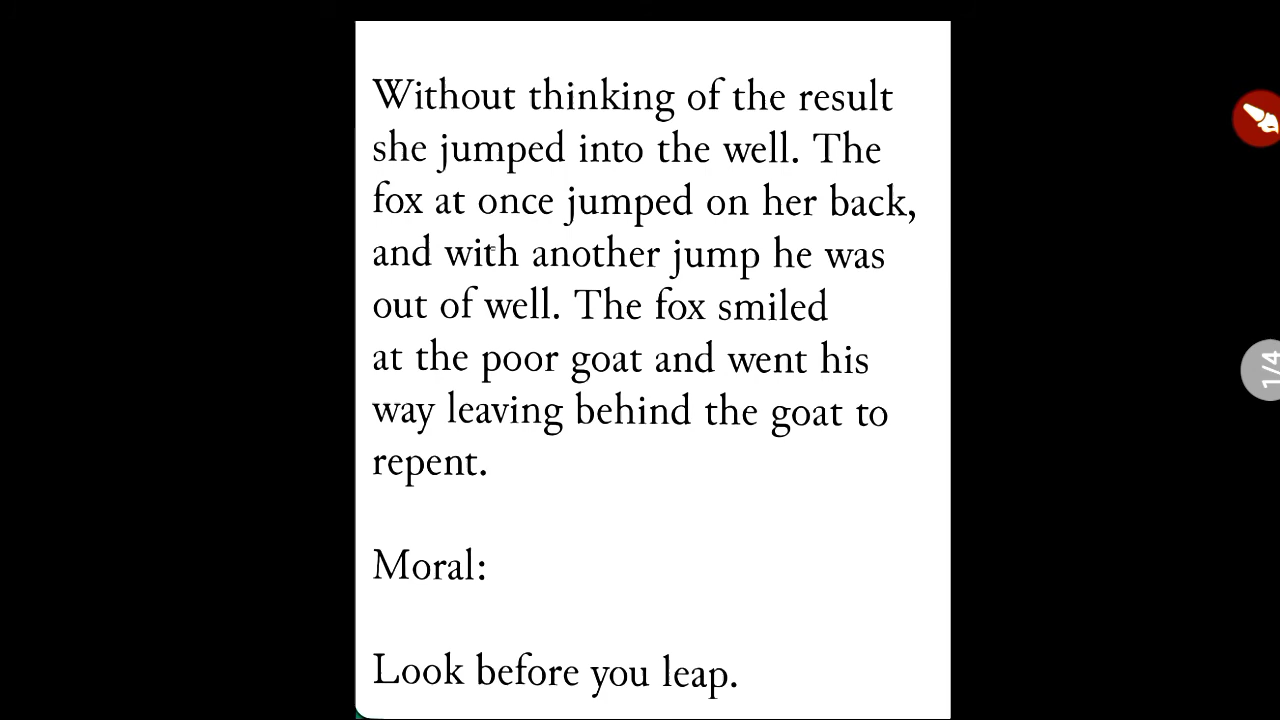 Without thinking of the result
she jumped into the well. The
fox at once jumped on her back,
and with another jump he was
out of well. The fox smiled
at the poor goat and went his
way leaving behind the goat to
repent.
Moral:
Look before you leap.
1/4